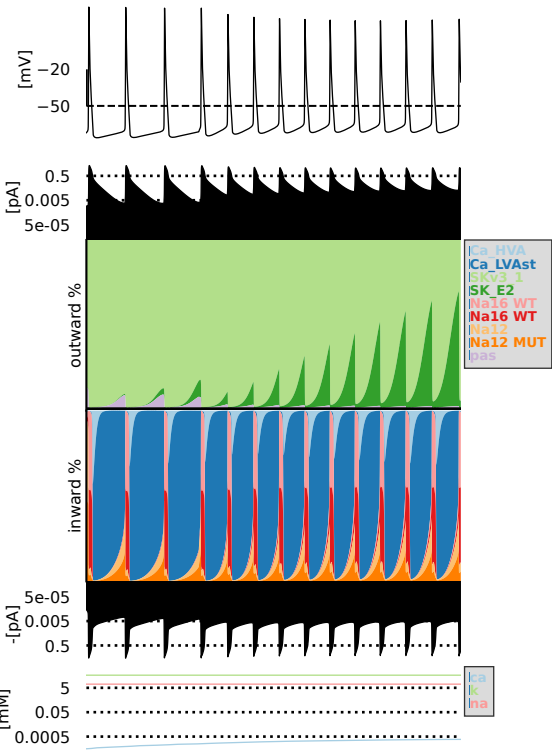 [mV]
−20
−50
[pA]
0.5
0.005
5e-05
outward %
Ca_HVA
Ca_LVAst
SKv3_1
SK_E2
Na16 WT
Na16 WT
Na12
Na12 MUT
pas
inward %
-[pA]
5e-05
0.005
0.5
[mM]
5
0.05
0.0005
ca
k
na